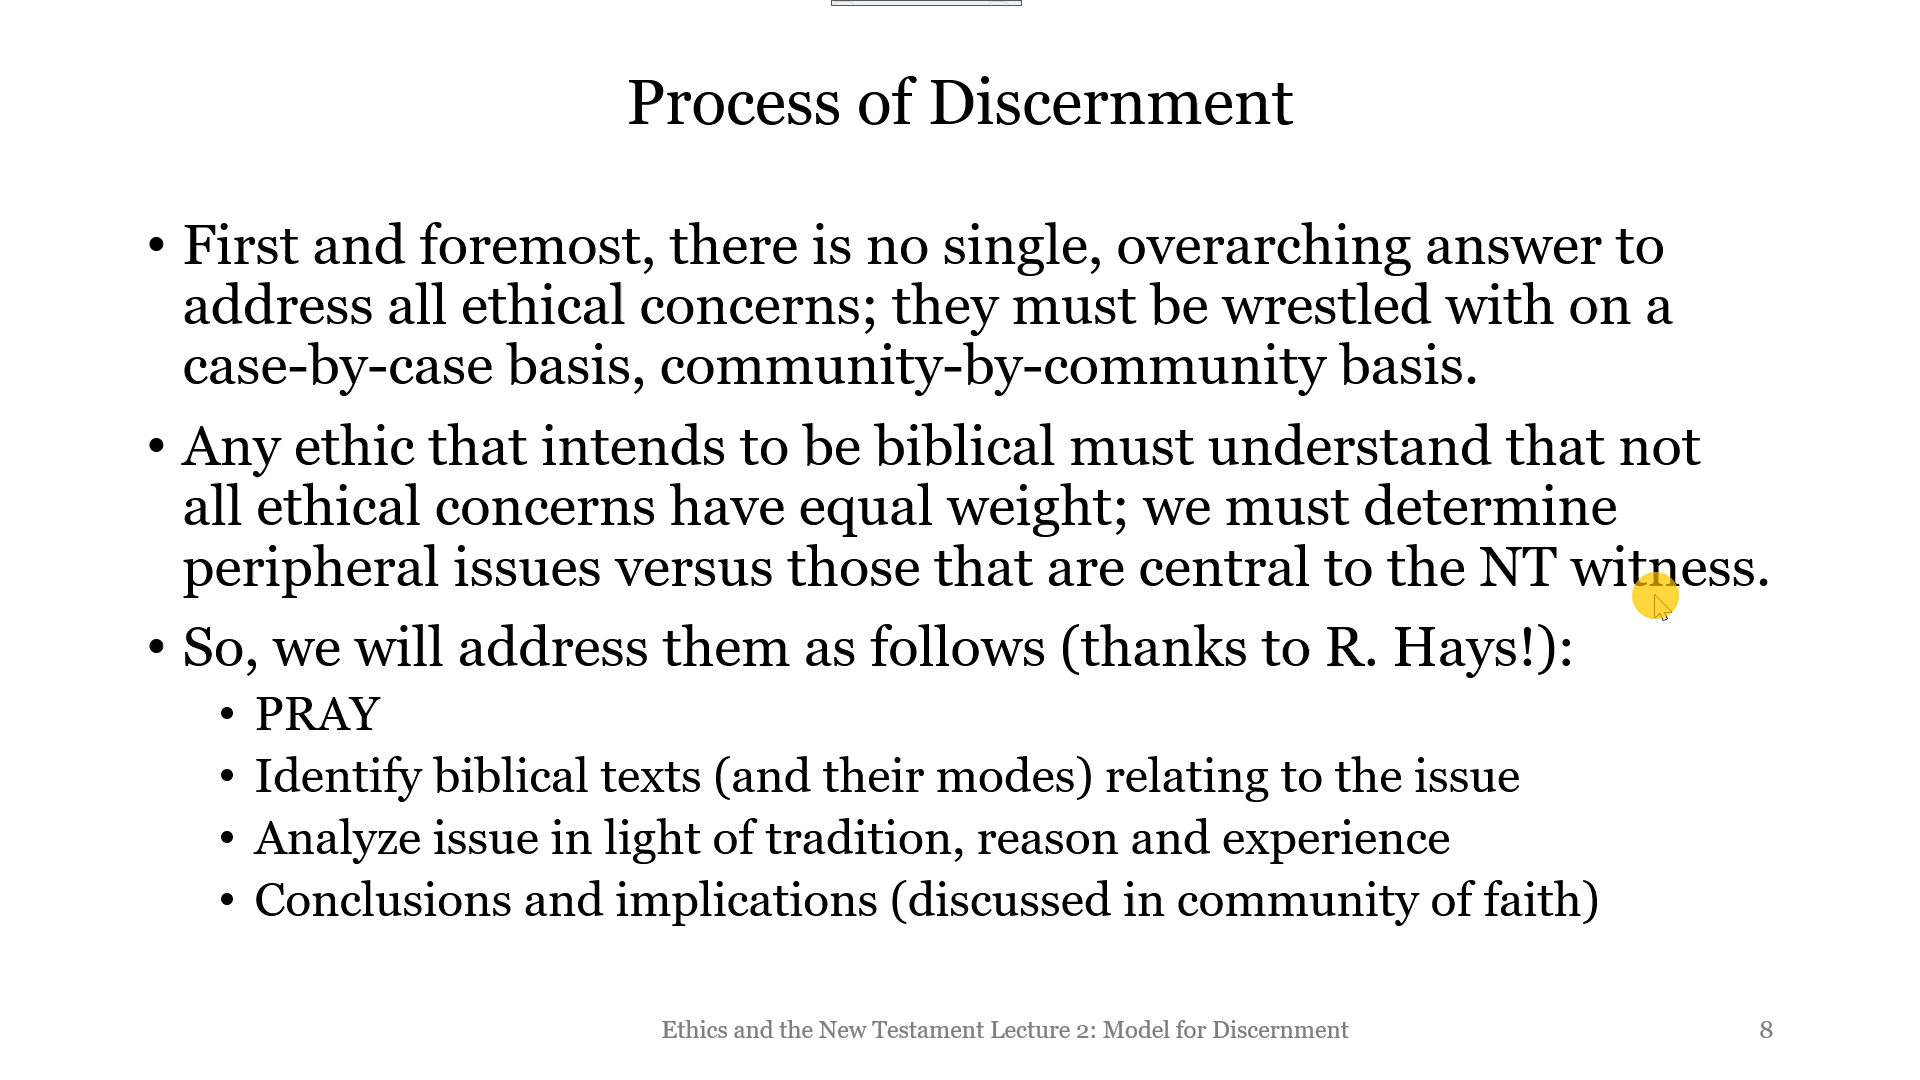 Process of Discernment
• First and foremost, there is no single, overarching answer to
address all ethical concerns; they must be wrestled with on a
case-by-case basis, community-by-community basis.
• Any ethic that intends to be biblical must understand that not
all ethical concerns have equal weight; we must determine
peripheral issues versus those that are central to the NT witness.
• So, we will address them as follows (thanks to R. Hays!):
• PRAY
• Identify biblical texts (and their modes) relating to the issue
• Analyze issue in light of tradition, reason and experience
• Conclusions and implications (discussed in community of faith)
Ethics and the New Testament Lecture 2: Model for Discernment
8